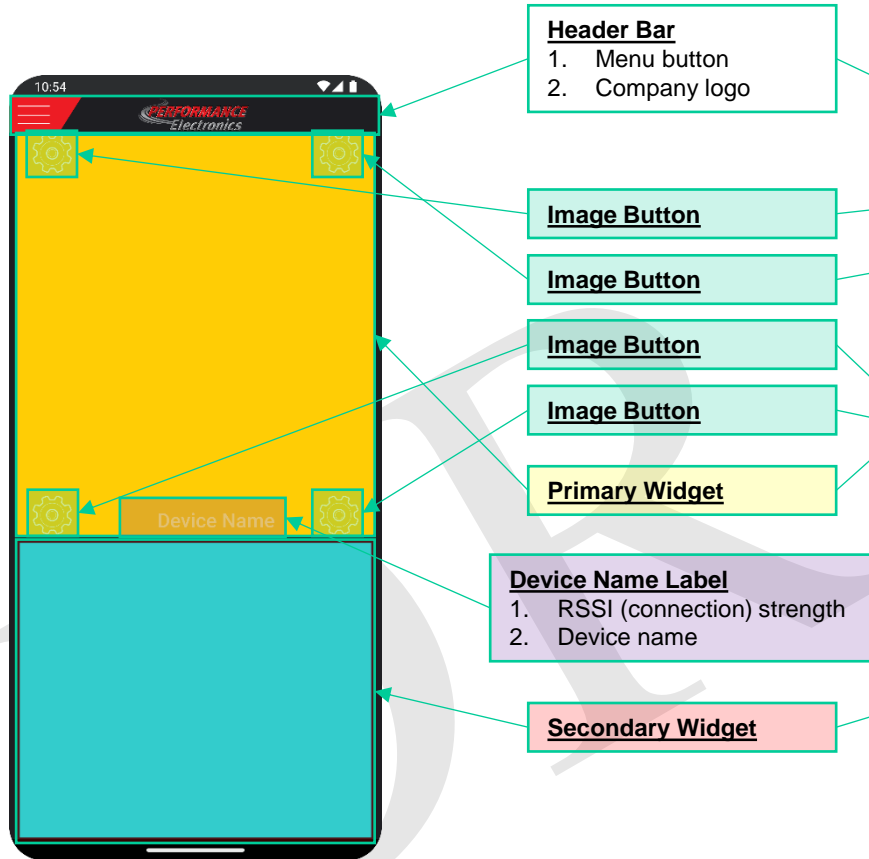 Header Bar
1. Menu button
2. Company logo
10:54
PERFORMANCE
Electronics
Image Button
Image Button
Image Button
Image Button
Primary Widget
Device Name
Device Name Label
1. RSSI (connection) strength
2. Device name
Secondary Widget